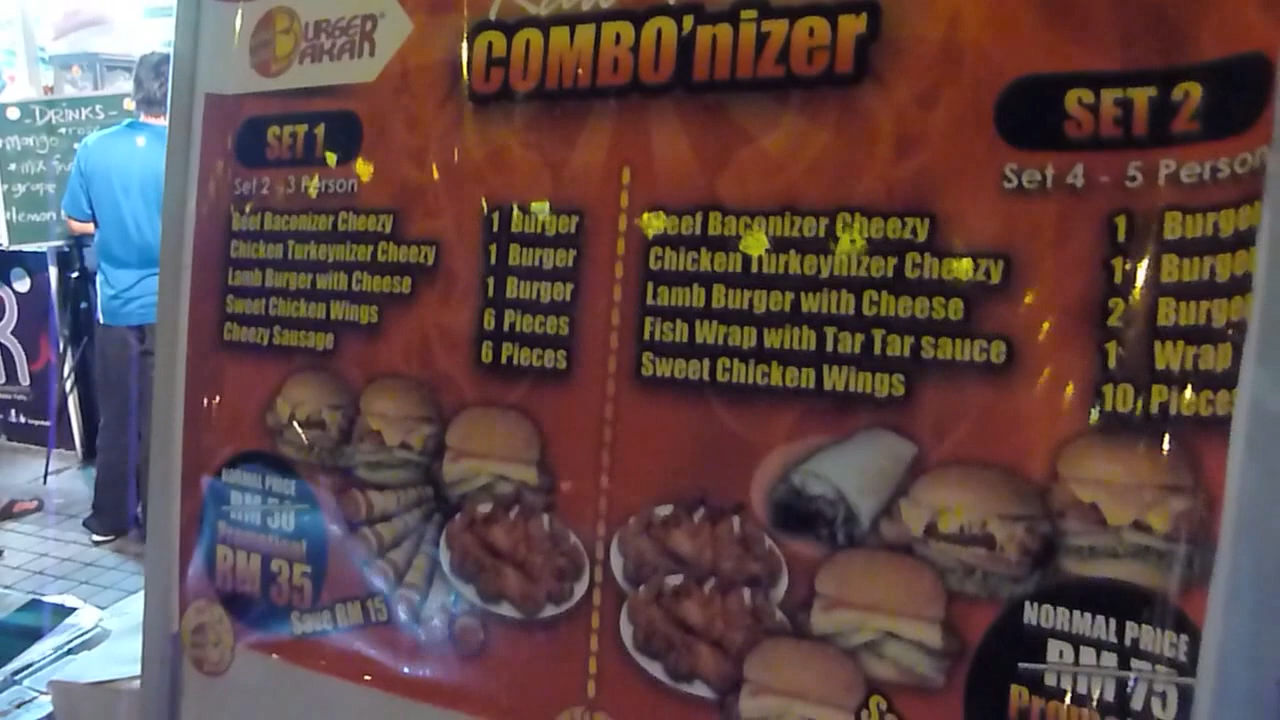 BURGER BAKAR
COMBO'nizer
SET 1
Set 2 - 3 Person
Beef Baconizer Cheezy 1 Burger
Chicken Turkeynizer Cheezy 1 Burger
Lamb Burger with Cheese 1 Burger
Sweet Chicken Wings 6 Pieces
Cheezy Sausage 6 Pieces
NORMAL PRICE
RM 50
Promotional
RM 35
Save RM 15
SET 2
Set 4 - 5 Person
Beef Baconizer Cheezy 1 Burger
Chicken Turkeynizer Cheezy 1 Burger
Lamb Burger with Cheese 2 Burge
Fish Wrap with Tar Tar sauce 1 Wrap
Sweet Chicken Wings 10 Pieces
NORMAL PRICE
RM 75
-DRINKS-
mango
mix
grape
lemon